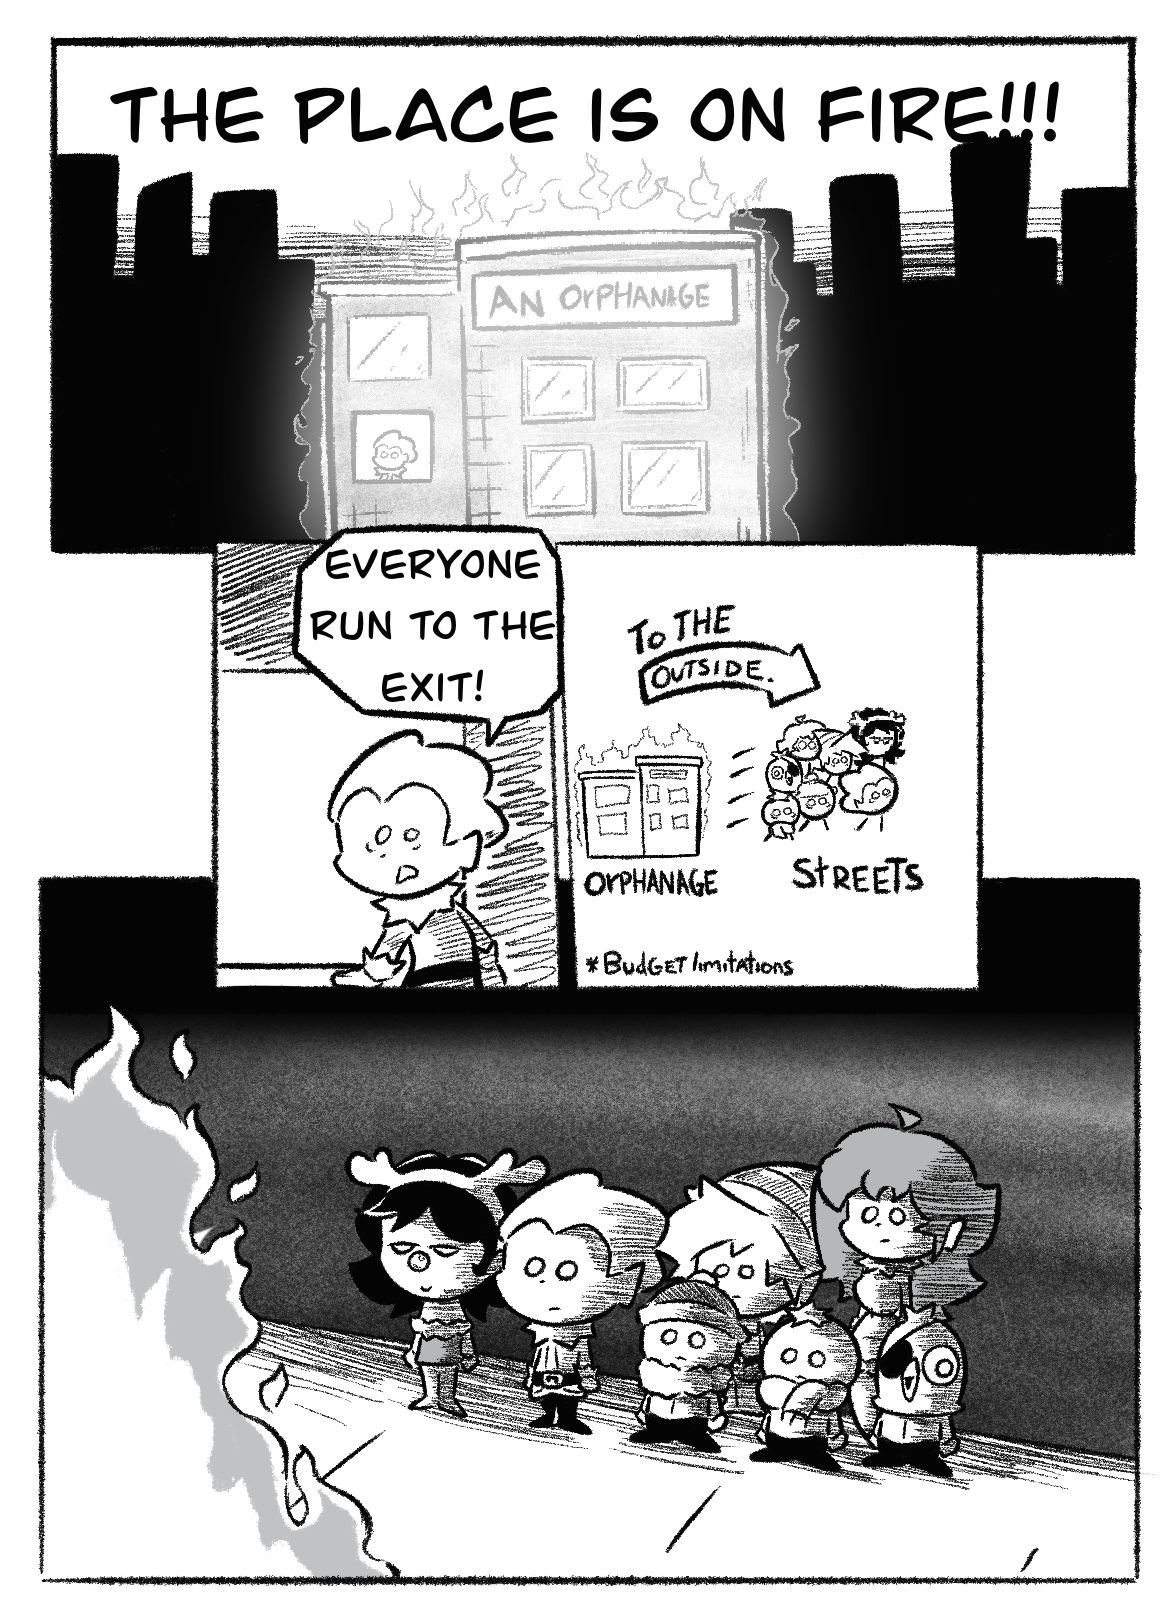 THE PLACE IS ON FIRE!!!
AN OrPHANAGE
EVERYONE
RUN TO THE
EXIT!
To THE
OUTSIDE.
OrPHANAGE
StREETs
*BudGET limitAtions